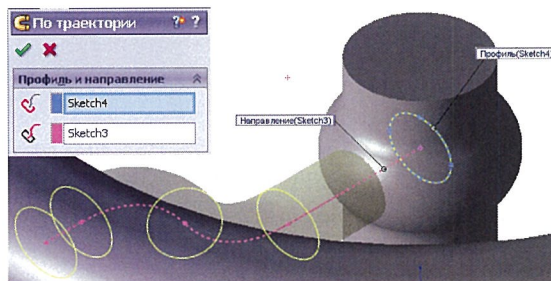 По траектории
Профиль и направление
Sketch4
Sketch3
Профиль(Sketch4)
Направление(Sketch3)